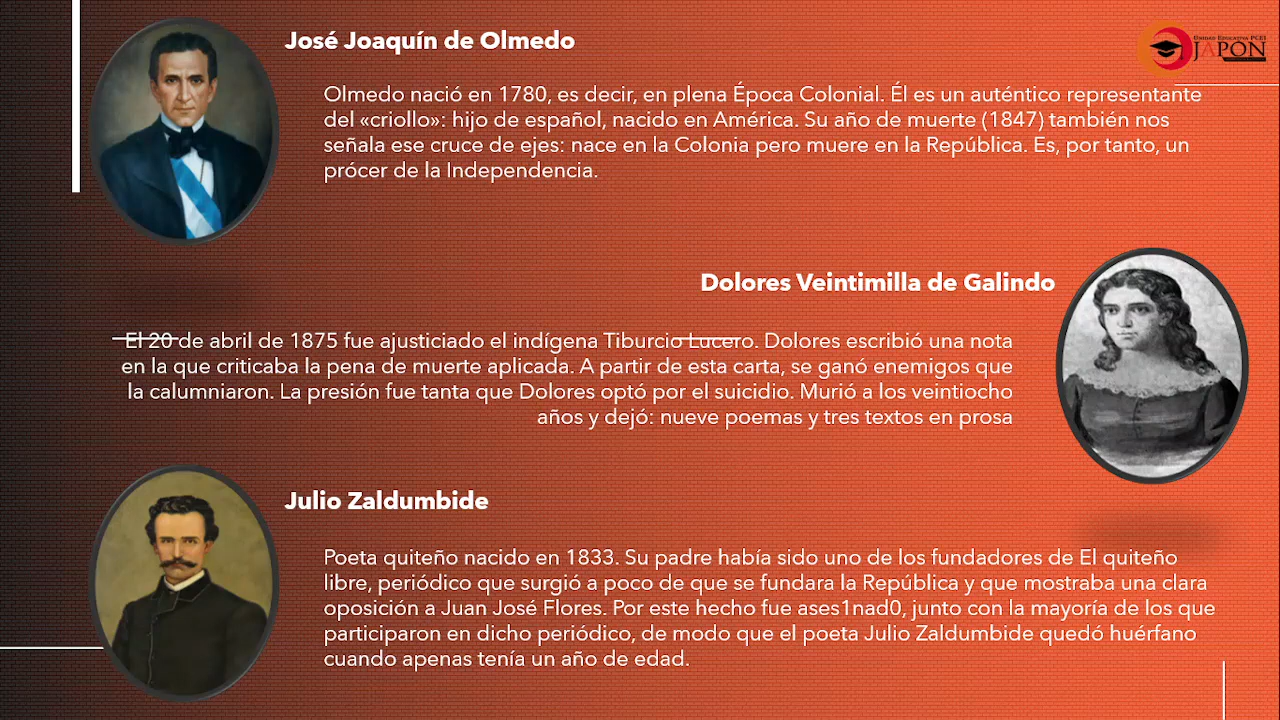 José Joaquín de Olmedo
UNIDAD EDUCATIVA PCEI
JAPÓN
Olmedo nació en 1780, es decir, en plena Época Colonial. Él es un auténtico representante
del «criollo»: hijo de español, nacido en América. Su año de muerte (1847) también nos
señala ese cruce de ejes: nace en la Colonia pero muere en la República. Es, por tanto, un
prócer de la Independencia.
Dolores Veintimilla de Galindo
El 20 de abril de 1875 fue ajusticiado el indígena Tiburcio Lucero. Dolores escribió una nota
en la que criticaba la pena de muerte aplicada. A partir de esta carta, se ganó enemigos que
la calumniaron. La presión fue tanta que Dolores optó por el suicidio. Murió a los veintiocho
años y dejó: nueve poemas y tres textos en prosa
Julio Zaldumbide
Poeta quiteño nacido en 1833. Su padre había sido uno de los fundadores de El quiteño
libre, periódico que surgió a poco de que se fundara la República y que mostraba una clara
oposición a Juan José Flores. Por este hecho fue ases1nad0, junto con la mayoría de los que
participaron en dicho periódico, de modo que el poeta Julio Zaldumbide quedó huérfano
cuando apenas tenía un año de edad.